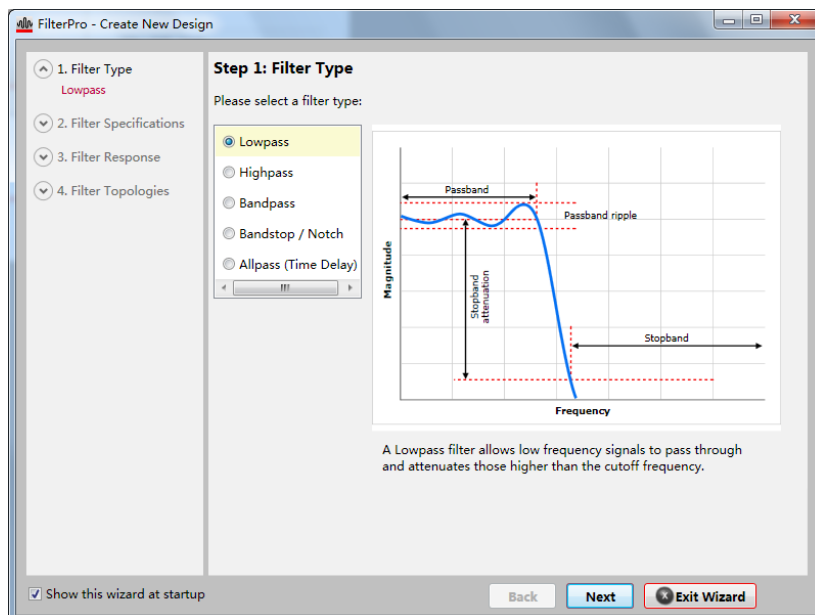 FilterPro - Create New Design
1. Filter Type
Lowpass
2. Filter Specifications
3. Filter Response
4. Filter Topologies
Step 1: Filter Type
Please select a filter type:
Lowpass
Highpass
Bandpass
Bandstop / Notch
Allpass (Time Delay)
Passband
Passband ripple
Magnitude
Stopband
attenuation
Stopband
Frequency
A Lowpass filter allows low frequency signals to pass through
and attenuates those higher than the cutoff frequency.
Show this wizard at startup
Back
Next
Exit Wizard